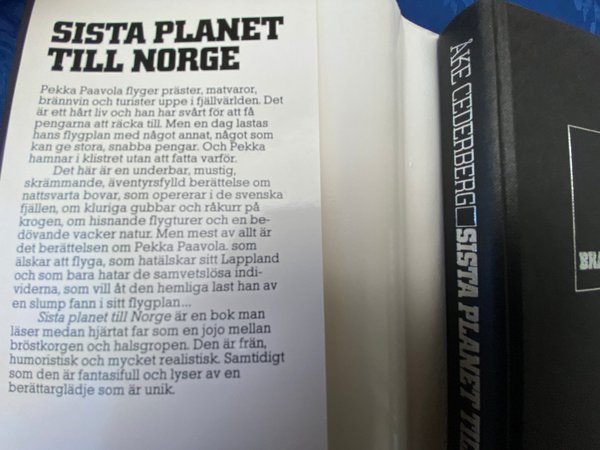 SISTA PLANET
TILL NORGE
Pekka Paavola flyger präster, matvaror,
brännvin och turister uppe i fjällvärlden. Det
är ett hårt liv och han har svårt för att få
pengarna att räcka till. Men en dag lastas
hans flygplan med något annat, något som
kan ge stora, snabba pengar. Och Pekka
hamnar i klistret utan att fatta varför.
Det här är en underbar, mustig,
skrämmande, äventyrsfylld berättelse om
nattsvarta bovar, som opererar i de svenska
fjällen, om kluriga gubbar och råkurr på
krogen, om hisnande flygturer och en be-
dövande vacker natur. Men mest av allt är
det berättelsen om Pekka Paavola. som
älskar att flyga, som hatälskar sitt Lappland
och som bara hatar de samvetslösa indi-
viderna, som vill åt den hemliga last han av
en slump fann i sitt flygplan...
Sista planet till Norge är en bok man
läser medan hjärtat far som en jojo mellan
bröstkorgen och halsgropen. Den är från,
humoristisk och mycket realistisk. Samtidigt
som den är fantasifull och lyser av en
berättarglädje som är unik.
ÅKE CEDERBERG SISTA PLANET TIL
BRA